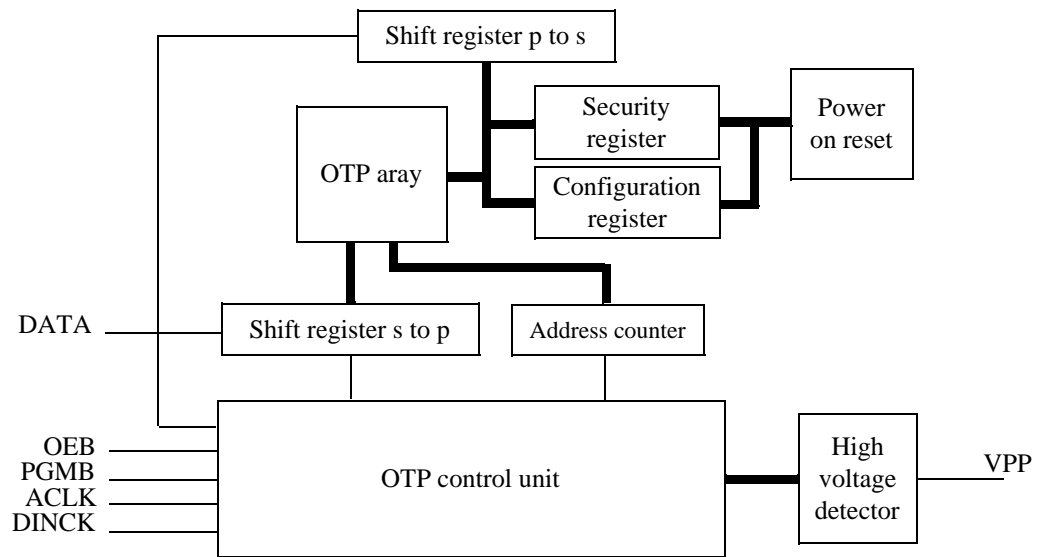 Shift register p to s
Security
register
Power
on reset
OTP aray
Configuration
register
DATA
Shift register s to p
Address counter
OEB
PGMB
ACLK
DINCK
OTP control unit
High
voltage
detector
VPP